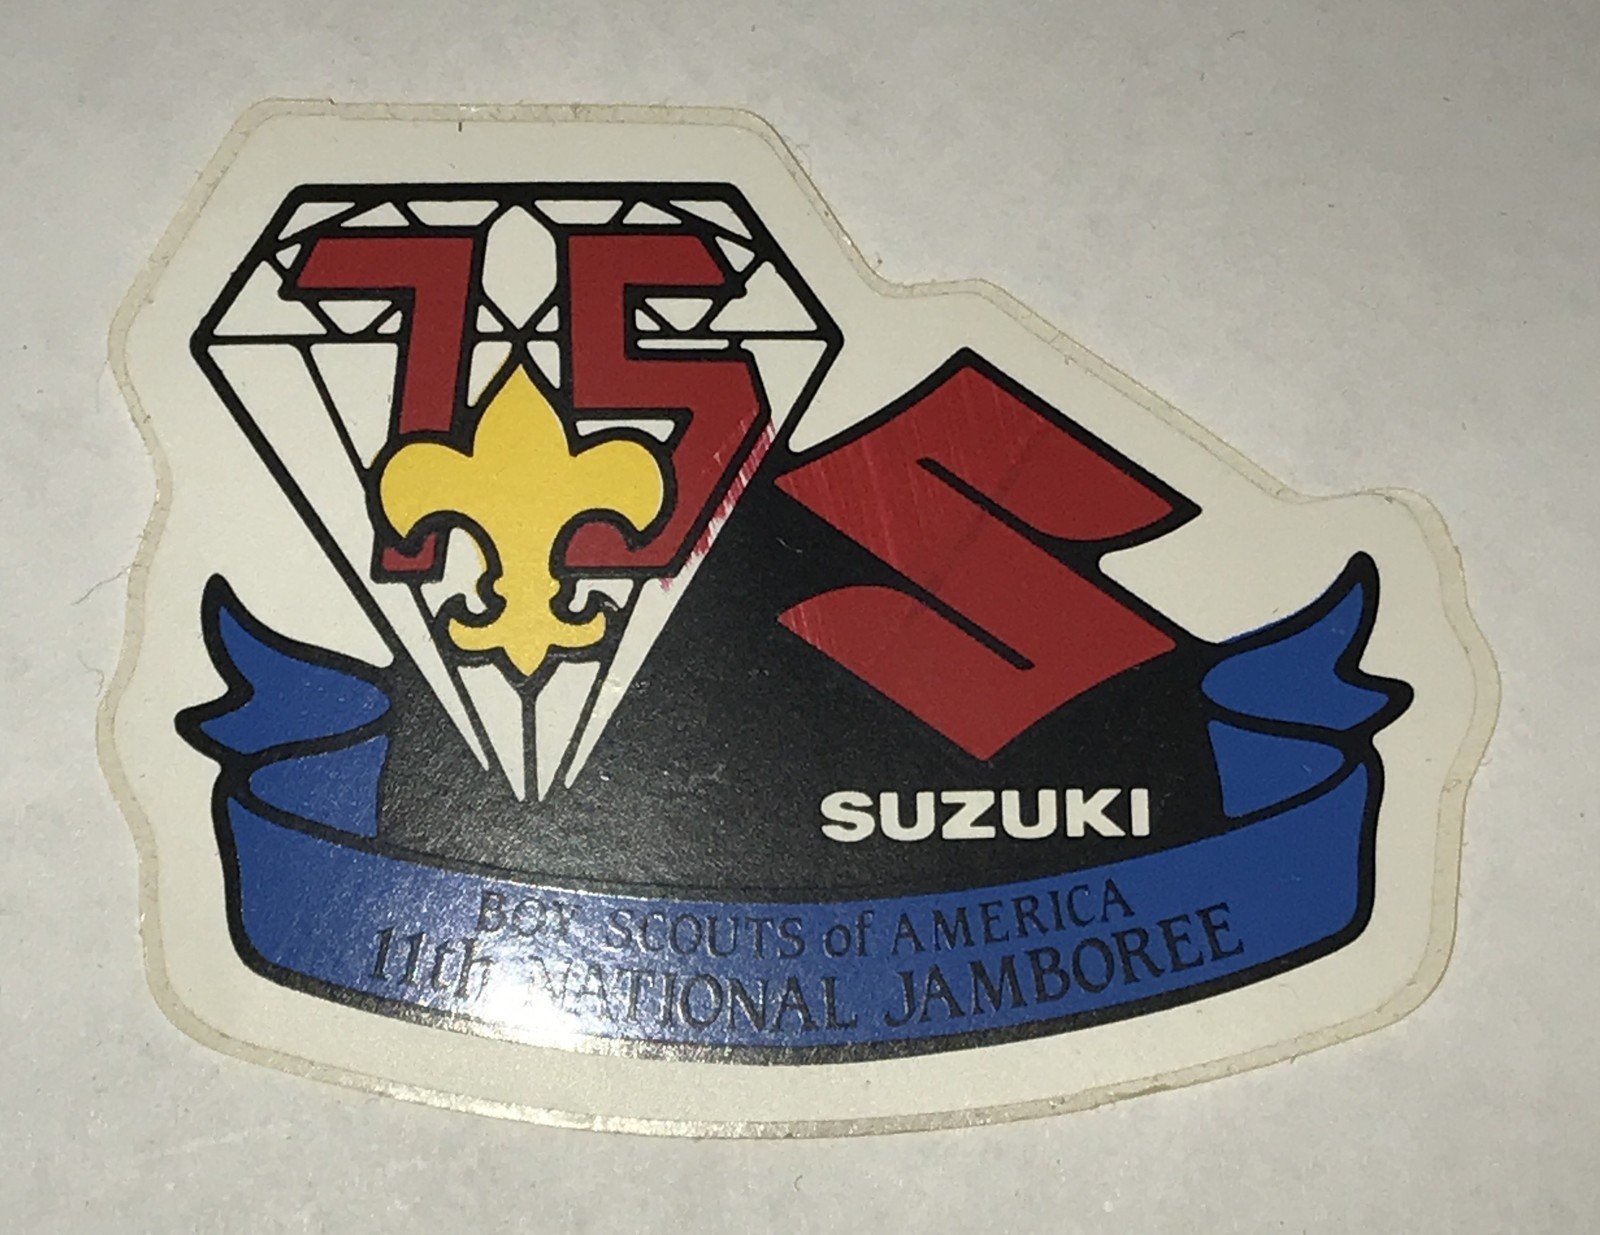 75
SUZUKI
BOY SCOUTS of AMERICA
11th NATIONAL JAMBOREE